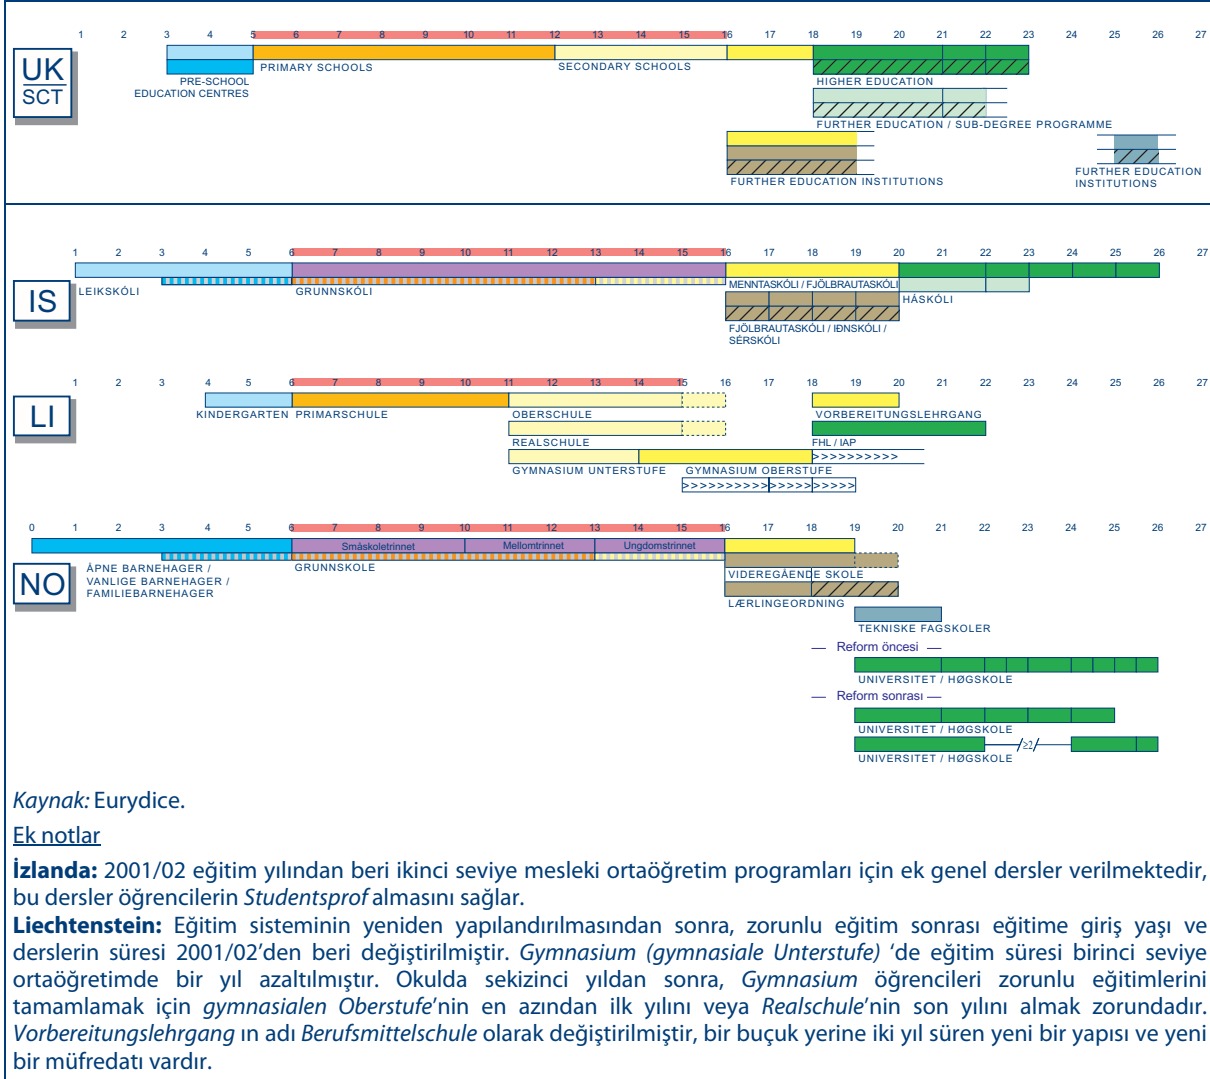 1 2 3 4 5 6 7 8 9 10 11 12 13 14 15 16 17 18 19 20 21 22 23 24 25 26 27
UK
SCT
PRE-SCHOOL
EDUCATION CENTRES
PRIMARY SCHOOLS
SECONDARY SCHOOLS
HIGHER EDUCATION
FURTHER EDUCATION / SUB-DEGREE PROGRAMME
FURTHER EDUCATION INSTITUTIONS
FURTHER EDUCATION
INSTITUTIONS
1 2 3 4 5 6 7 8 9 10 11 12 13 14 15 16 17 18 19 20 21 22 23 24 25 26 27
IS
LEIKSKÓLI
GRUNNSKÓLI
MENNTASKÓLI / FJÖLBRAUTASKÓLI
HÁSKÓLI
FJÖLBRAUTASKÓLI / IÐNSKÓLI /
SÉRSKÓLI
1 2 3 4 5 6 7 8 9 10 11 12 13 14 15 16 17 18 19 20 21 22 23 24 25 26 27
LI
KINDERGARTEN
PRIMARSCHULE
OBERSCHULE
VORBEREITUNGSLEHRGANG
REALSCHULE
FHL / IAP
>>>>>>>>>>
GYMNASIUM UNTERSTUFE
GYMNASIUM OBERSTUFE
>>>>>>>>>>>>>>>>>>>>
0 1 2 3 4 5 6 7 8 9 10 11 12 13 14 15 16 17 18 19 20 21 22 23 24 25 26 27
NO
Småskoletrinnet
Mellomtrinnet
Ungdomstrinnet
ÅPNE BARNEHAGER /
VANLIGE BARNEHAGER /
FAMILIEBARNEHAGER
GRUNNSKOLE
VIDEREGÅENDE SKOLE
LÆRLINGEORDNING
TEKNISKE FAGSKOLER
— Reform öncesi —
UNIVERSITET / HØGSKOLE
— Reform sonrası —
UNIVERSITET / HØGSKOLE
≥2
UNIVERSITET / HØGSKOLE
Kaynak: Eurydice.
Ek notlar
İzlanda: 2001/02 eğitim yılından beri ikinci seviye mesleki ortaöğretim programları için ek genel dersler verilmektedir,
bu dersler öğrencilerin Studentsprof almasını sağlar.
Liechtenstein: Eğitim sisteminin yeniden yapılandırılmasından sonra, zorunlu eğitim sonrası eğitime giriş yaşı ve
derslerin süresi 2001/02’den beri değiştirilmiştir. Gymnasium (gymnasiale Unterstufe) ‘de eğitim süresi birinci seviye
ortaöğretimde bir yıl azaltılmıştır. Okulda sekizinci yıldan sonra, Gymnasium öğrencileri zorunlu eğitimlerini
tamamlamak için gymnasialen Oberstufe’nin en azından ilk yılını veya Realschule’nin son yılını almak zorundadır.
Vorbereitungslehrgang ın adı Berufsmittelschule olarak değiştirilmiştir, bir buçuk yerine iki yıl süren yeni bir yapısı ve yeni
bir müfredatı vardır.